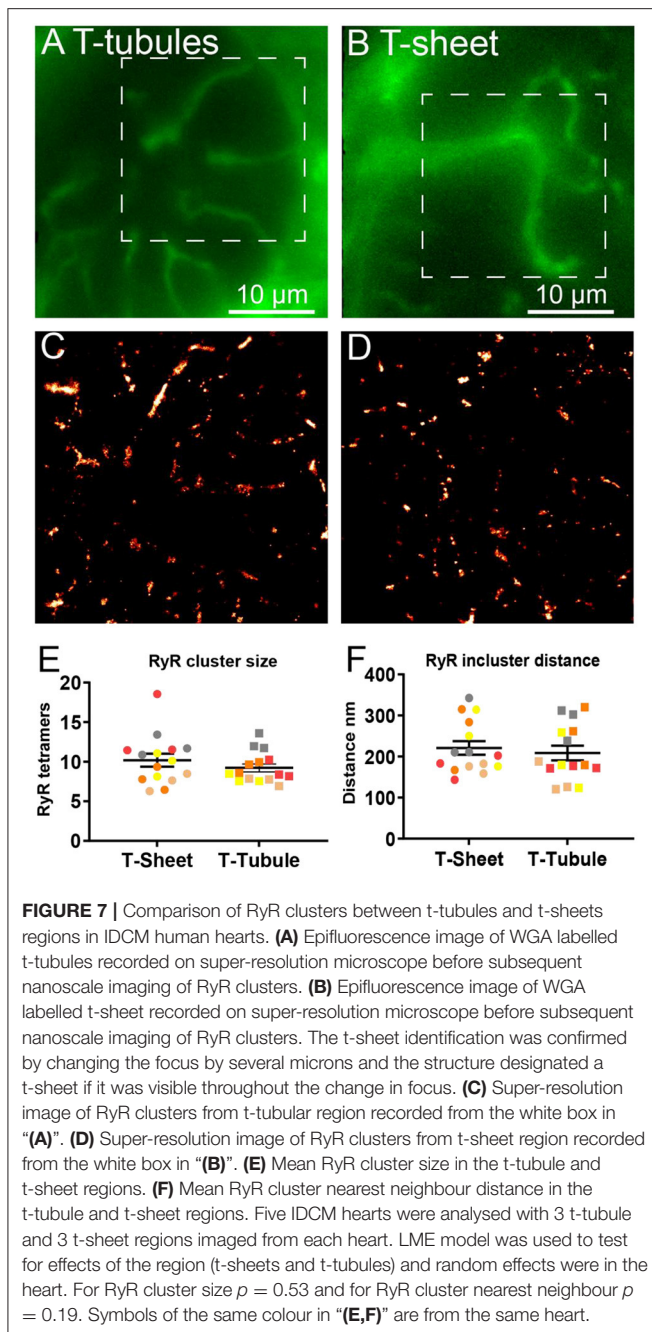 A T-tubules
B T-sheet
10 µm
10 µm
C
D
E
RyR cluster size
RyR tetramers
20
15
10
5
0
T-Sheet
T-Tubule
F
RyR incluster distance
Distance nm
400
300
200
100
0
T-Sheet
T-Tubule
FIGURE 7 | Comparison of RyR clusters between t-tubules and t-sheets
regions in IDCM human hearts. (A) Epifluorescence image of WGA labelled
t-tubules recorded on super-resolution microscope before subsequent
nanoscale imaging of RyR clusters. (B) Epifluorescence image of WGA
labelled t-sheet recorded on super-resolution microscope before subsequent
nanoscale imaging of RyR clusters. The t-sheet identification was confirmed
by changing the focus by several microns and the structure designated a
t-sheet if it was visible throughout the change in focus. (C) Super-resolution
image of RyR clusters from t-tubular region recorded from the white box in
“(A)”. (D) Super-resolution image of RyR clusters from t-sheet region recorded
from the white box in “(B)”. (E) Mean RyR cluster size in the t-tubule and
t-sheet regions. (F) Mean RyR cluster nearest neighbour distance in the
t-tubule and t-sheet regions. Five IDCM hearts were analysed with 3 t-tubule
and 3 t-sheet regions imaged from each heart. LME model was used to test
for effects of the region (t-sheets and t-tubules) and random effects were in the
heart. For RyR cluster size p = 0.53 and for RyR cluster nearest neighbour p
= 0.19. Symbols of the same colour in “(E,F)” are from the same heart.